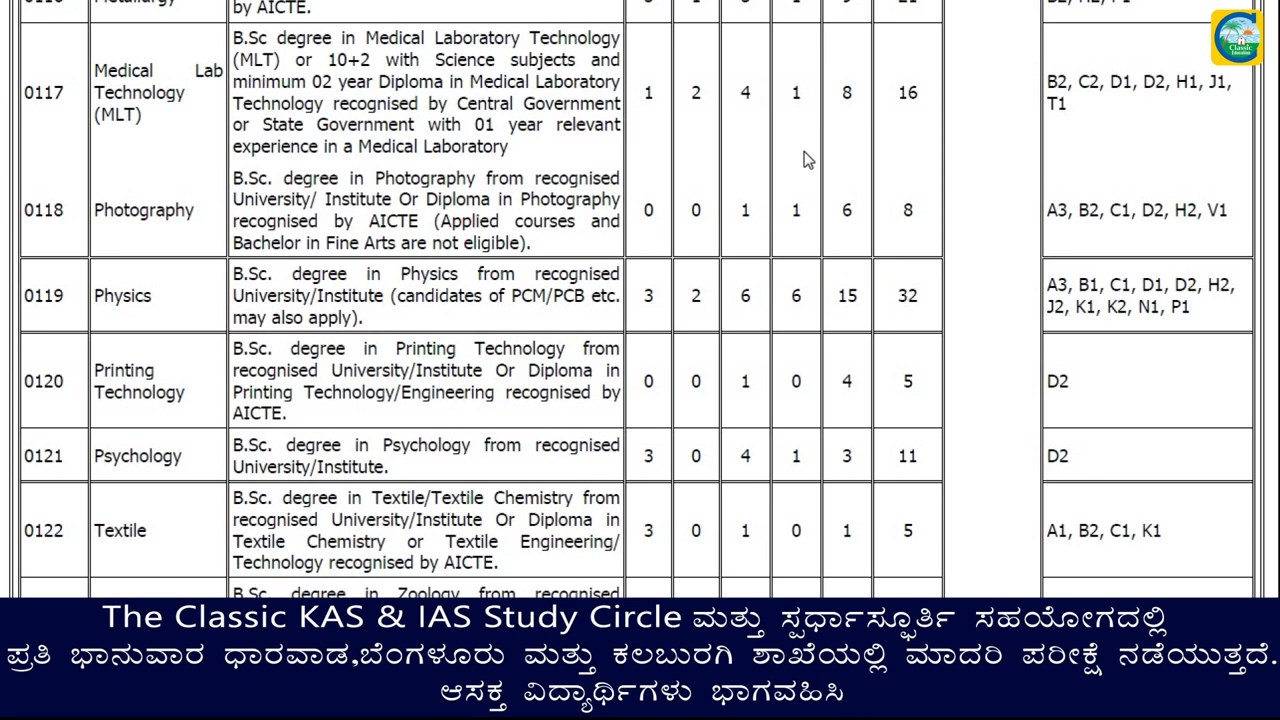 by AICTE.
0117 Medical Lab Technology (MLT) B.Sc degree in Medical Laboratory Technology 1 2 4 1 8 16 B2, C2, D1, D2, H1, J1, T1
(MLT) or 10+2 with Science subjects and
minimum 02 year Diploma in Medical Laboratory
Technology recognised by Central Government
or State Government with 01 year relevant
experience in a Medical Laboratory
0118 Photography B.Sc. degree in Photography from recognised 0 0 1 1 6 8 A3, B2, C1, D2, H2, V1
University/ Institute Or Diploma in Photography
recognised by AICTE (Applied courses and
Bachelor in Fine Arts are not eligible).
0119 Physics B.Sc. degree in Physics from recognised 3 2 6 6 15 32 A3, B1, C1, D1, D2, H2, J2, K1, K2, N1, P1
University/Institute (candidates of PCM/PCB etc.
may also apply).
0120 Printing Technology B.Sc. degree in Printing Technology from 0 0 1 0 4 5 D2
recognised University/Institute Or Diploma in
Printing Technology/Engineering recognised by
AICTE.
0121 Psychology B.Sc. degree in Psychology from recognised 3 0 4 1 3 11 D2
University/Institute.
0122 Textile B.Sc. degree in Textile/Textile Chemistry from 3 0 1 0 1 5 A1, B2, C1, K1
recognised University/Institute Or Diploma in
Textile Chemistry or Textile Engineering/
Technology recognised by AICTE.
B.Sc. degree in Zoology from recognised
Classic
Education
The Classic KAS & IAS Study Circle ಮತ್ತು ಸ್ಪರ್ಧಾಸ್ಫೂರ್ತಿ ಸಹಯೋಗದಲ್ಲಿ
ಪ್ರತಿ ಭಾನುವಾರ ಧಾರವಾಡ,ಬೆಂಗಳೂರು ಮತ್ತು ಕಲಬುರಗಿ ಶಾಖೆಯಲ್ಲಿ ಮಾದರಿ ಪರೀಕ್ಷೆ ನಡೆಯುತ್ತದೆ.
ಆಸಕ್ತ ವಿದ್ಯಾರ್ಥಿಗಳು ಭಾಗವಹಿಸಿ